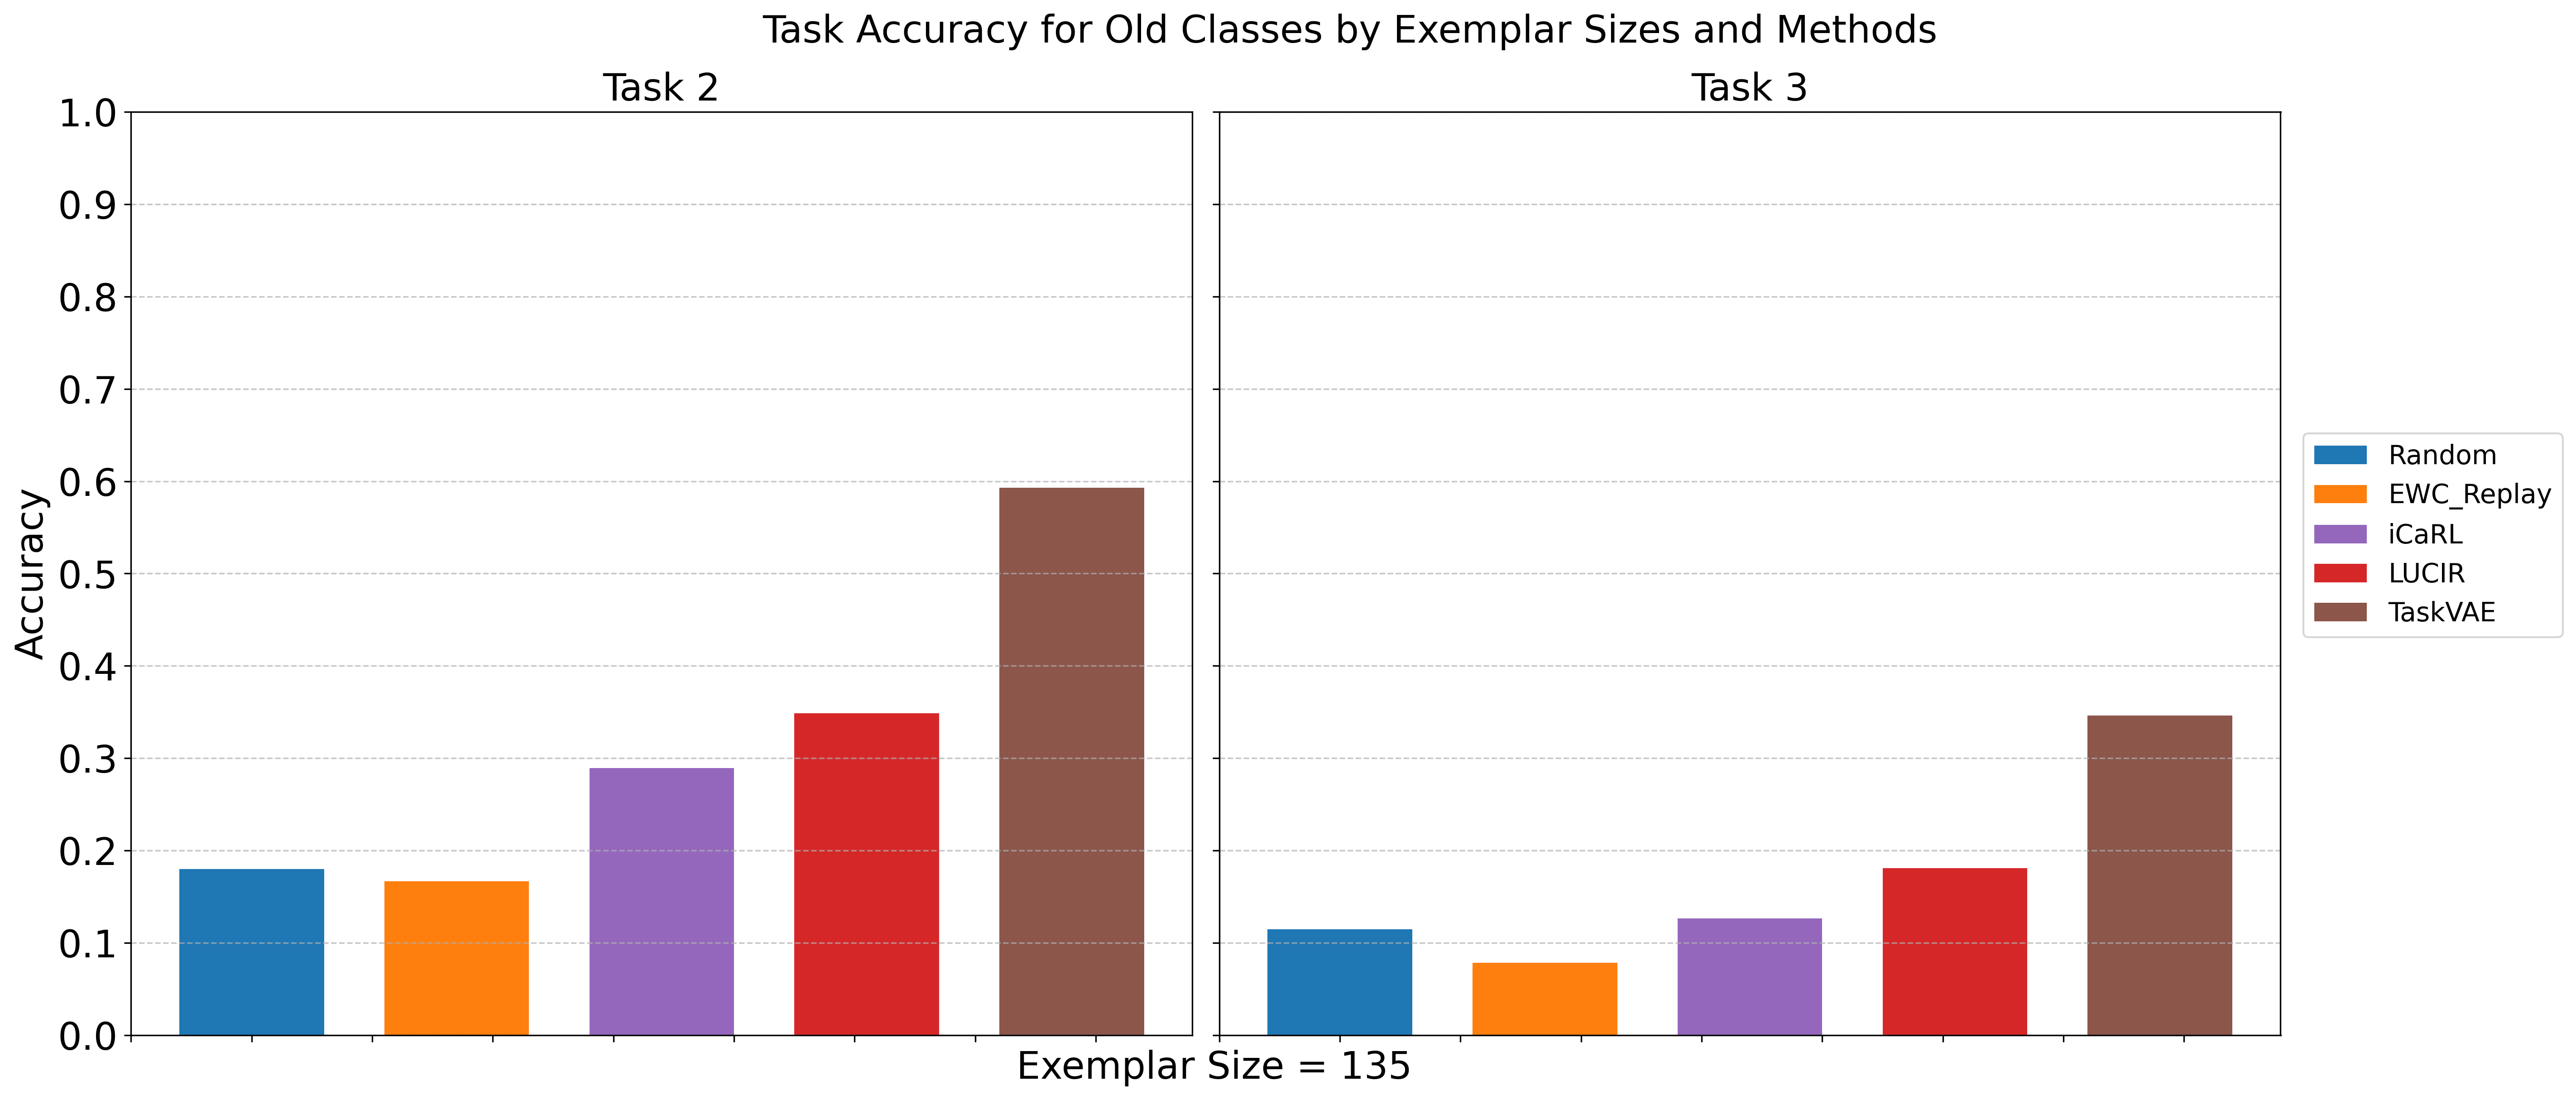 Task Accuracy for Old Classes by Exemplar Sizes and Methods
Task 2
Task 3
1.0
0.9
0.8
0.7
0.6
0.5
0.4
0.3
0.2
0.1
0.0
Accuracy
Exemplar Size = 135
Random
EWC_Replay
iCaRL
LUCIR
TaskVAE